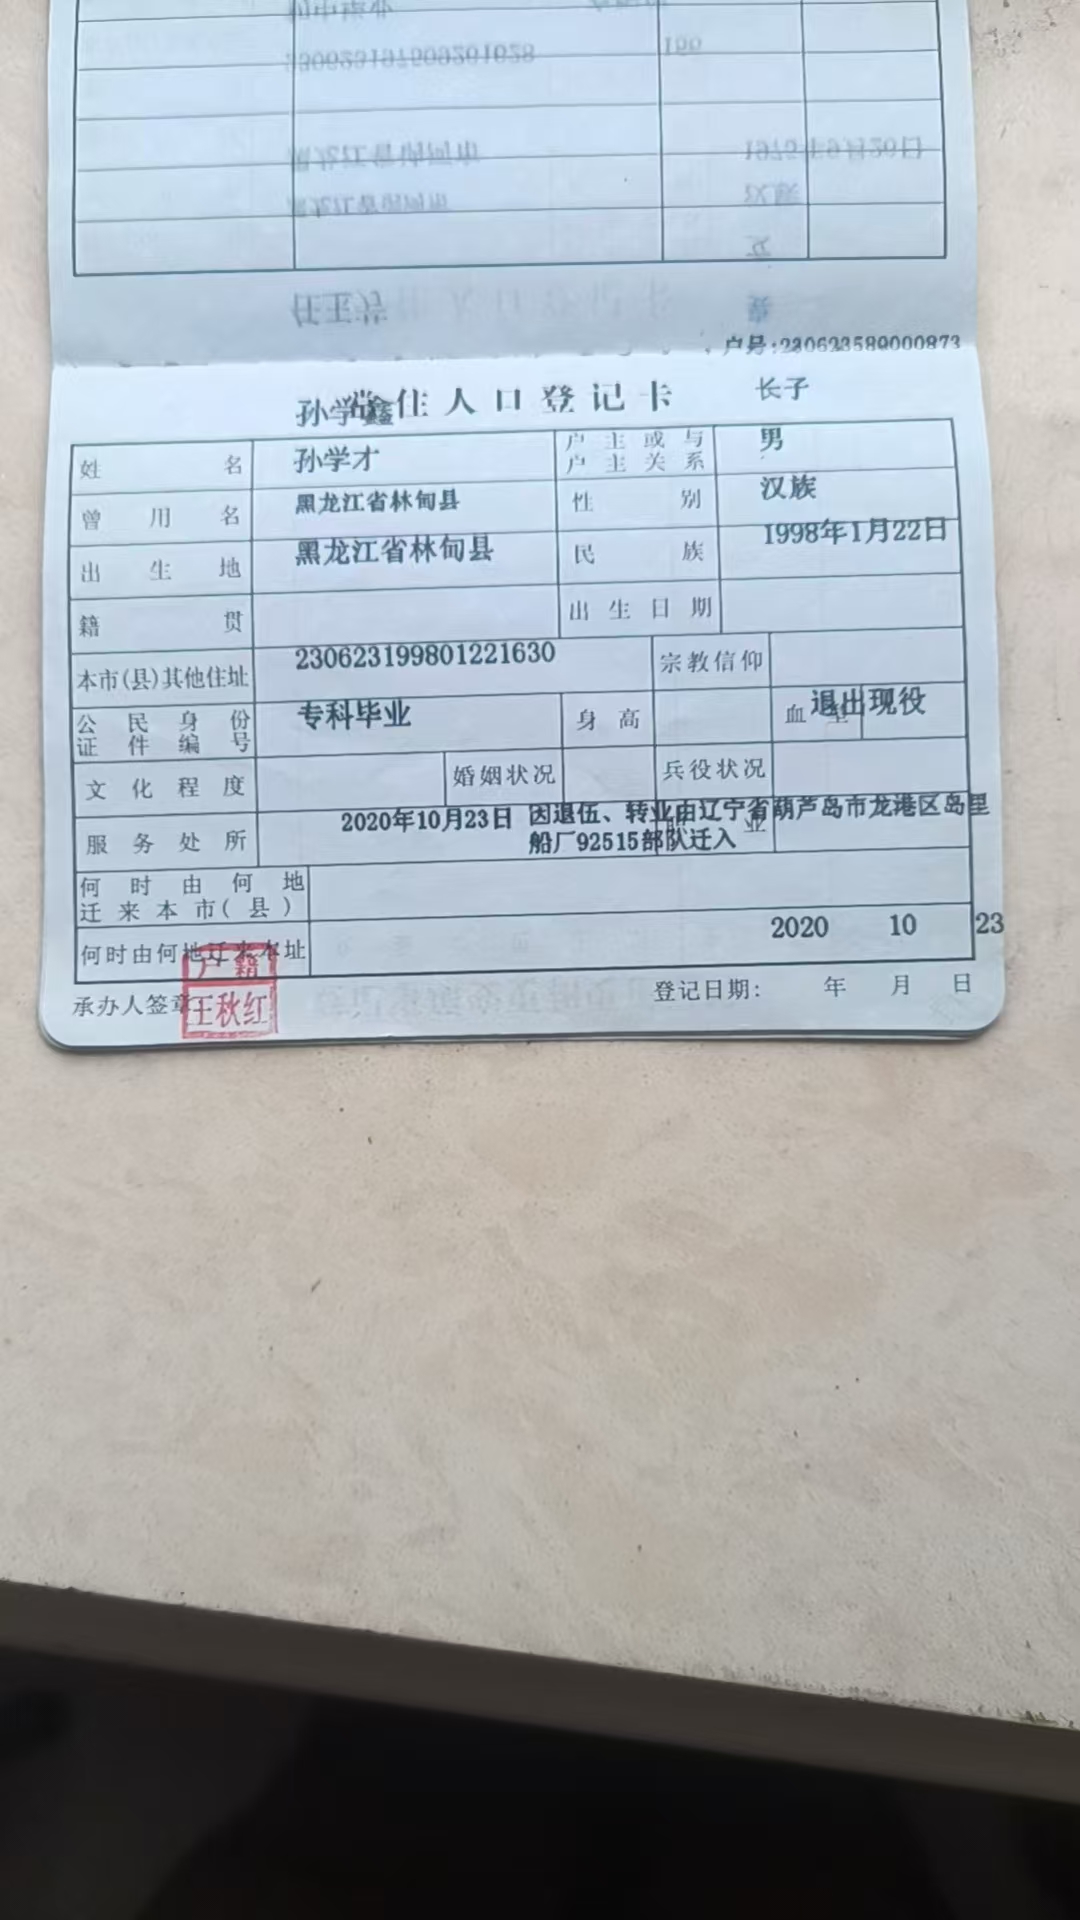 户号:230623580000873
常住人口登记卡
孙学鑫 长子
姓名 孙学才 户主或与户主关系 男
曾用名 黑龙江省林甸县 性别 汉族
出生地 黑龙江省林甸县 民族 1998年1月22日
籍贯 出生日期
本市(县)其他住址 230623199801221630 宗教信仰
公民身份证件编号 专科毕业 身高 血型 退出现役
文化程度 婚姻状况 兵役状况
服务处所 职业
2020年10月23日 因退伍、转业由辽宁省葫芦岛市龙港区岛里
船厂92515部队迁入
何时由何地
迁来本市(县)
何时由何地迁来本址
2020 10 23
承办人签章 登记日期: 年 月 日
户籍
王秋红